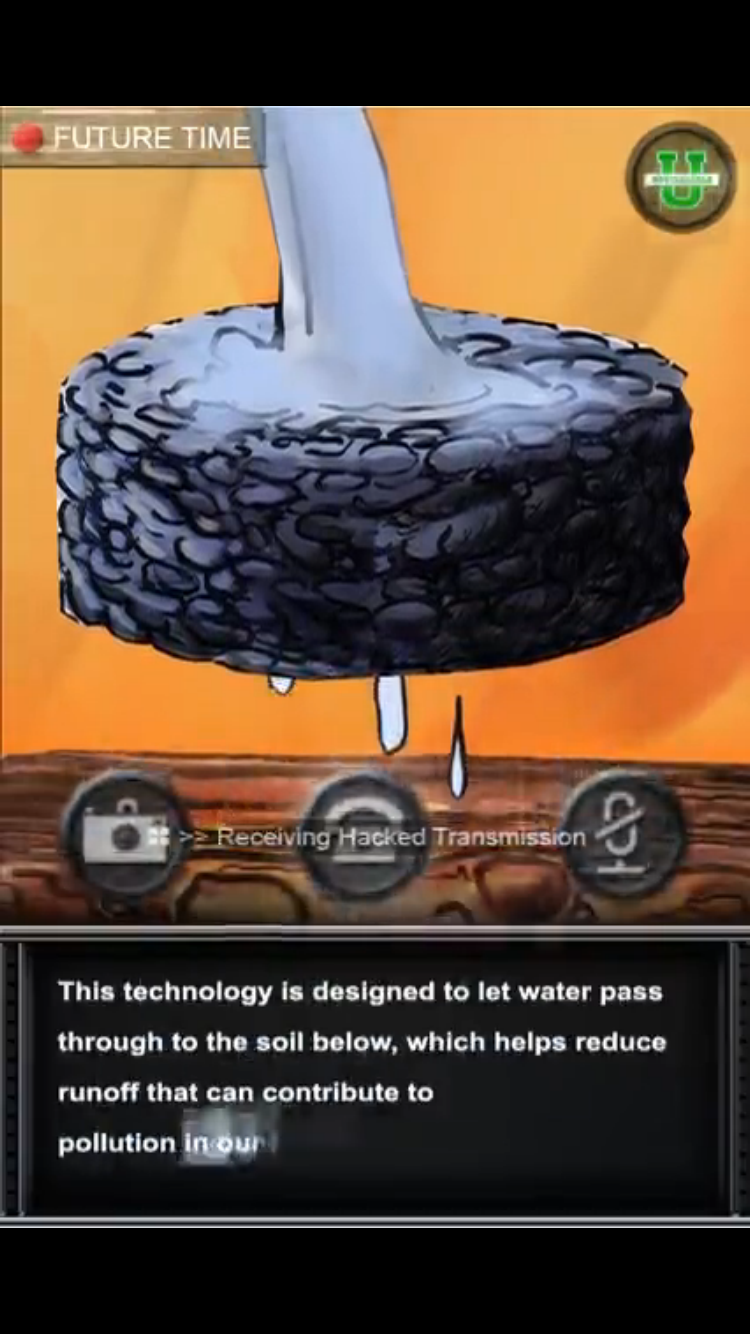 FUTURE TIME
U
>> Receiving Hacked Transmission
This technology is designed to let water pass
through to the soil below, which helps reduce
runoff that can contribute to
pollution in our